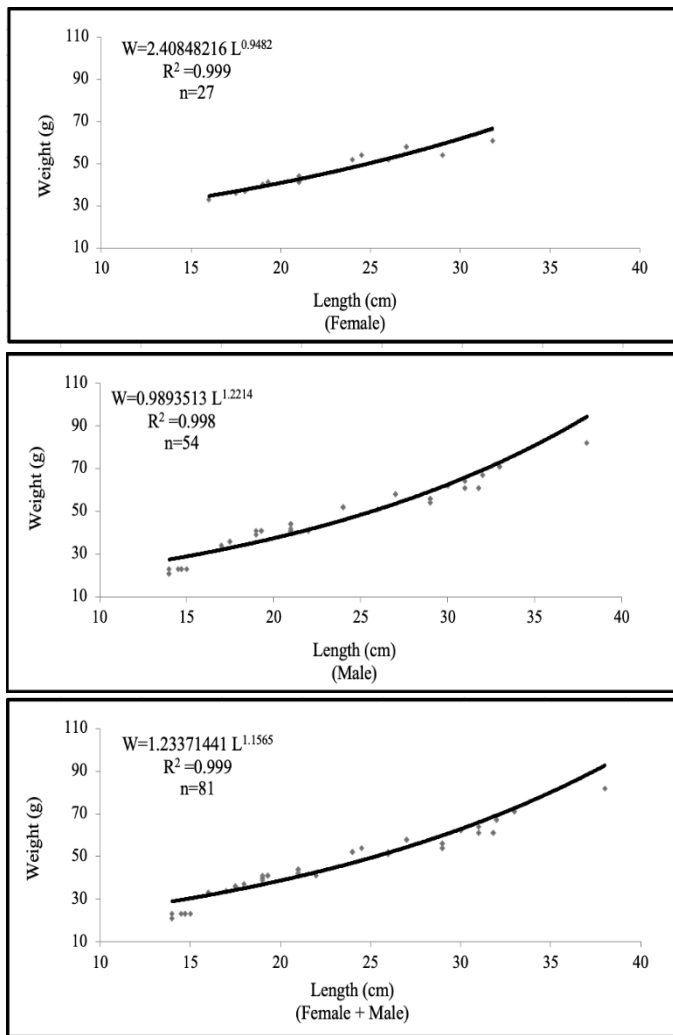 W=2.40848216 L^0.9482
R² =0.999
n=27
Weight (g)
110
90
70
50
30
10
10 15 20 25 30 35 40
Length (cm)
(Female)
W=0.9893513 L^1.2214
R² =0.998
n=54
Weight (g)
110
90
70
50
30
10
10 15 20 25 30 35 40
Length (cm)
(Male)
W=1.23371441 L^1.1565
R² =0.999
n=81
Weight (g)
110
90
70
50
30
10
10 15 20 25 30 35 40
Length (cm)
(Female + Male)